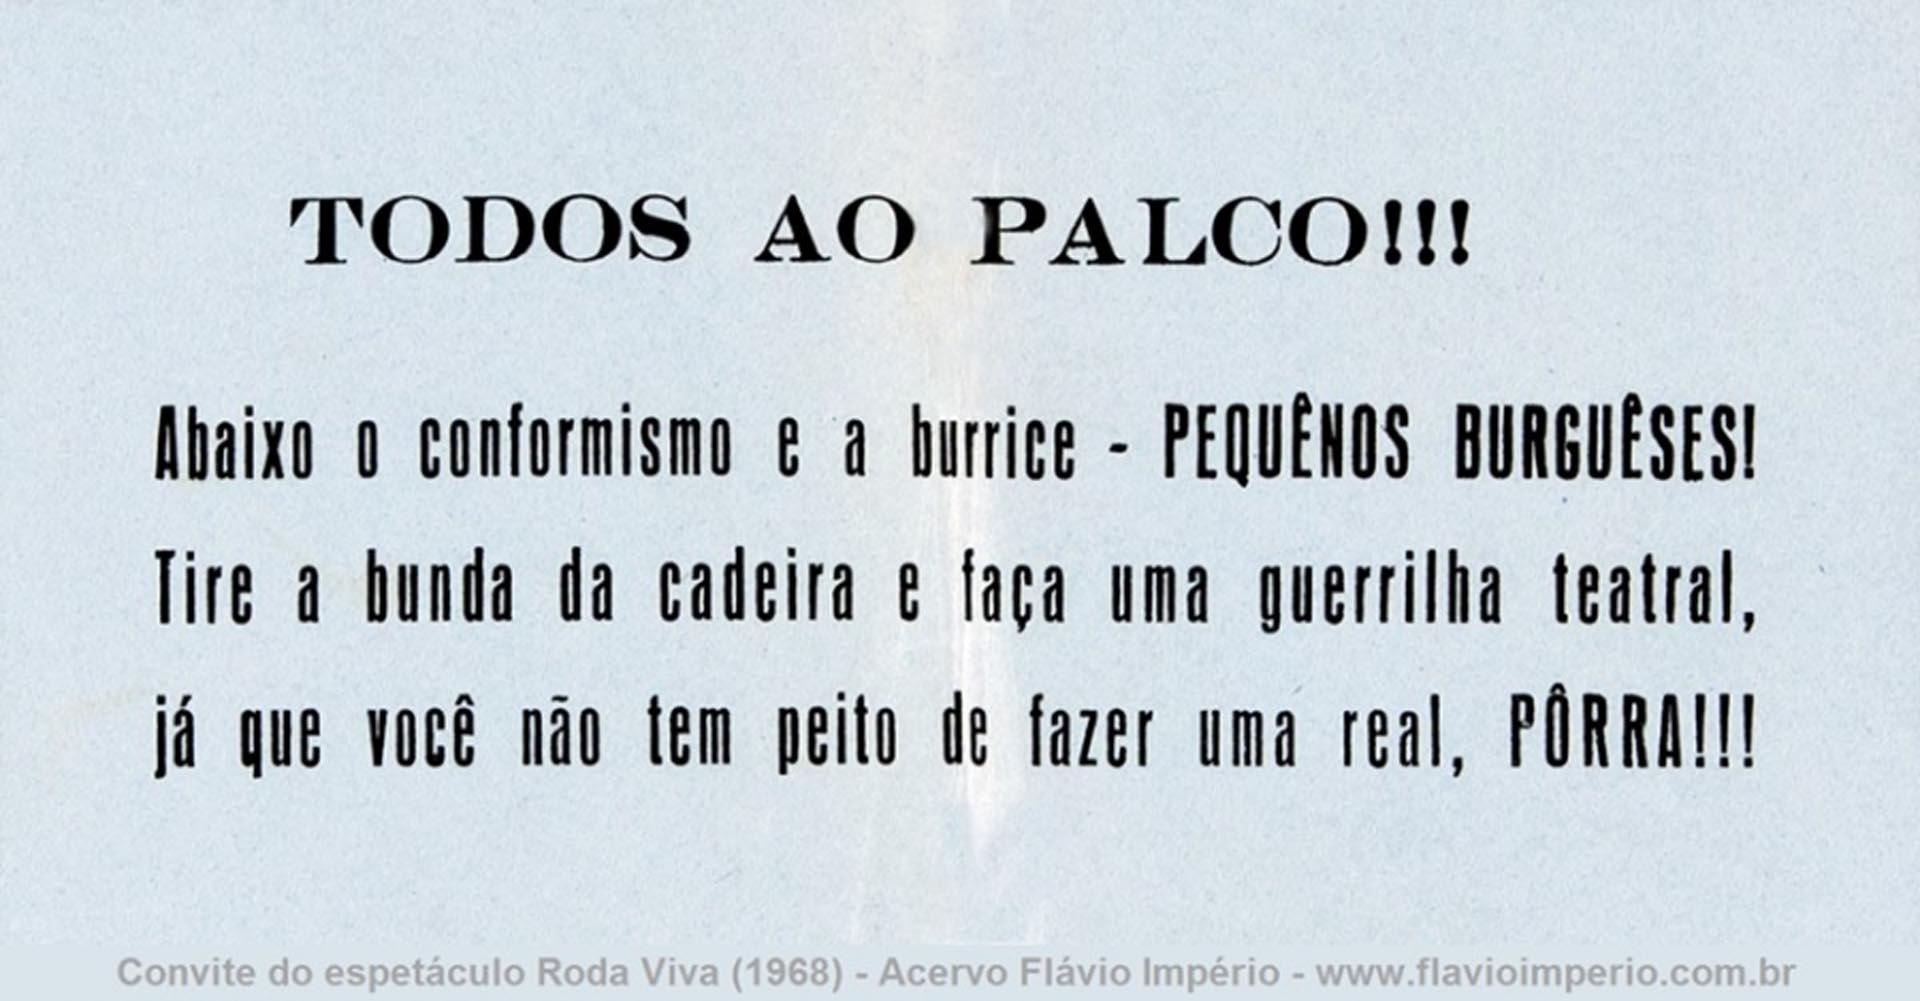 TODOS AO PALCO!!!
Abaixo o conformismo e a burrice - PEQUÊNOS BURGUÊSES!
Tire a bunda da cadeira e faça uma guerrilha teatral,
já que você não tem peito de fazer uma real, PÔRRA!!!
Convite do espetáculo Roda Viva (1968) - Acervo Flávio Império - www.flavioimperio.com.br